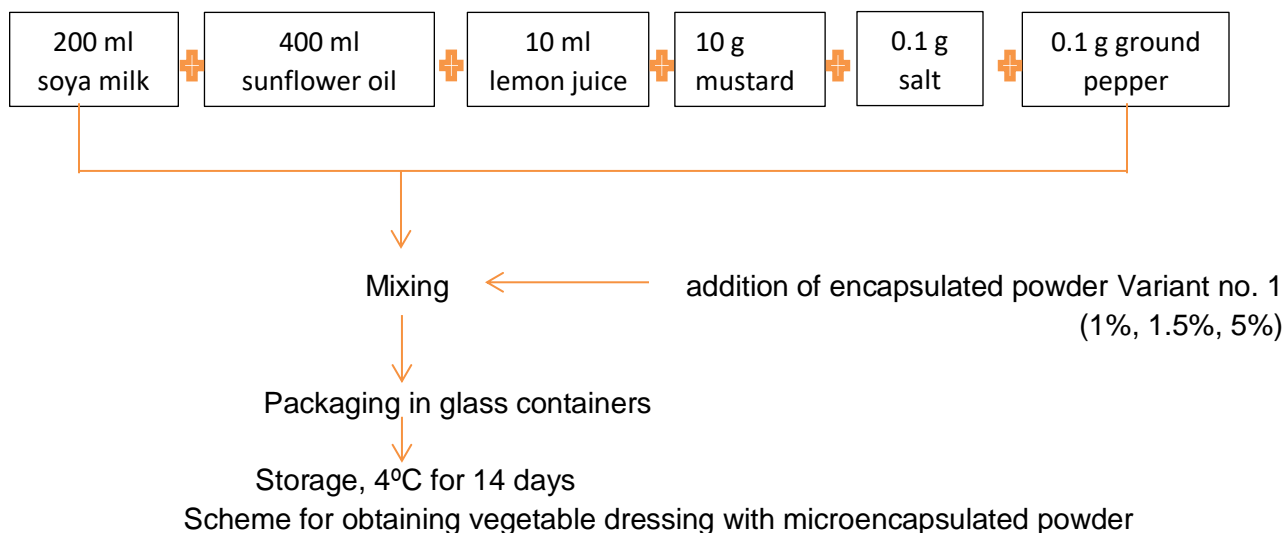 200 ml
soya milk
400 ml
sunflower oil
10 ml
lemon juice
10 g
mustard
0.1 g
salt
0.1 g ground
pepper
Mixing
addition of encapsulated powder Variant no. 1
(1%, 1.5%, 5%)
Packaging in glass containers
Storage, 4ºC for 14 days
Scheme for obtaining vegetable dressing with microencapsulated powder